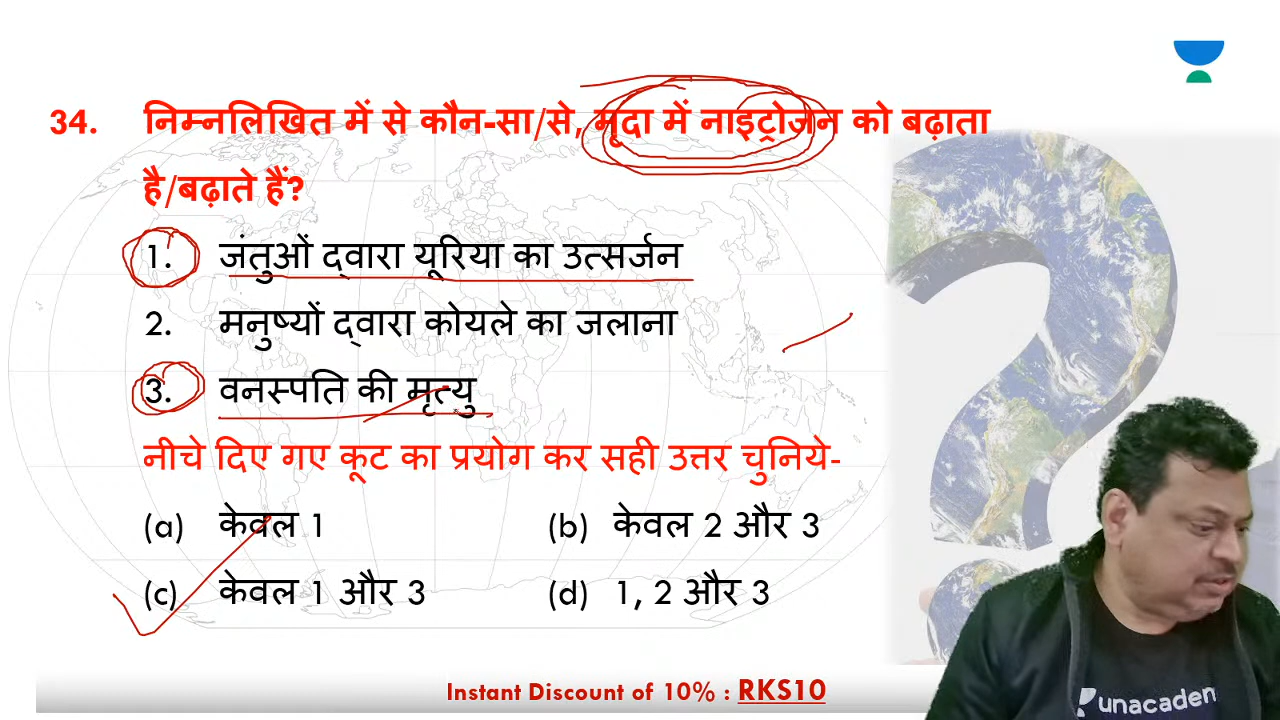 34. निम्नलिखित में से कौन-सा/से, मृदा में नाइट्रोजन को बढ़ाता
है/बढ़ाते हैं?
1. जंतुओं द्वारा यूरिया का उत्सर्जन
2. मनुष्यों द्वारा कोयले का जलाना
3. वनस्पति की मृत्यु
नीचे दिए गए कूट का प्रयोग कर सही उत्तर चुनिये-
(a) केवल 1 (b) केवल 2 और 3
(c) केवल 1 और 3 (d) 1, 2 और 3
Instant Discount of 10% : RKS10
unacaden